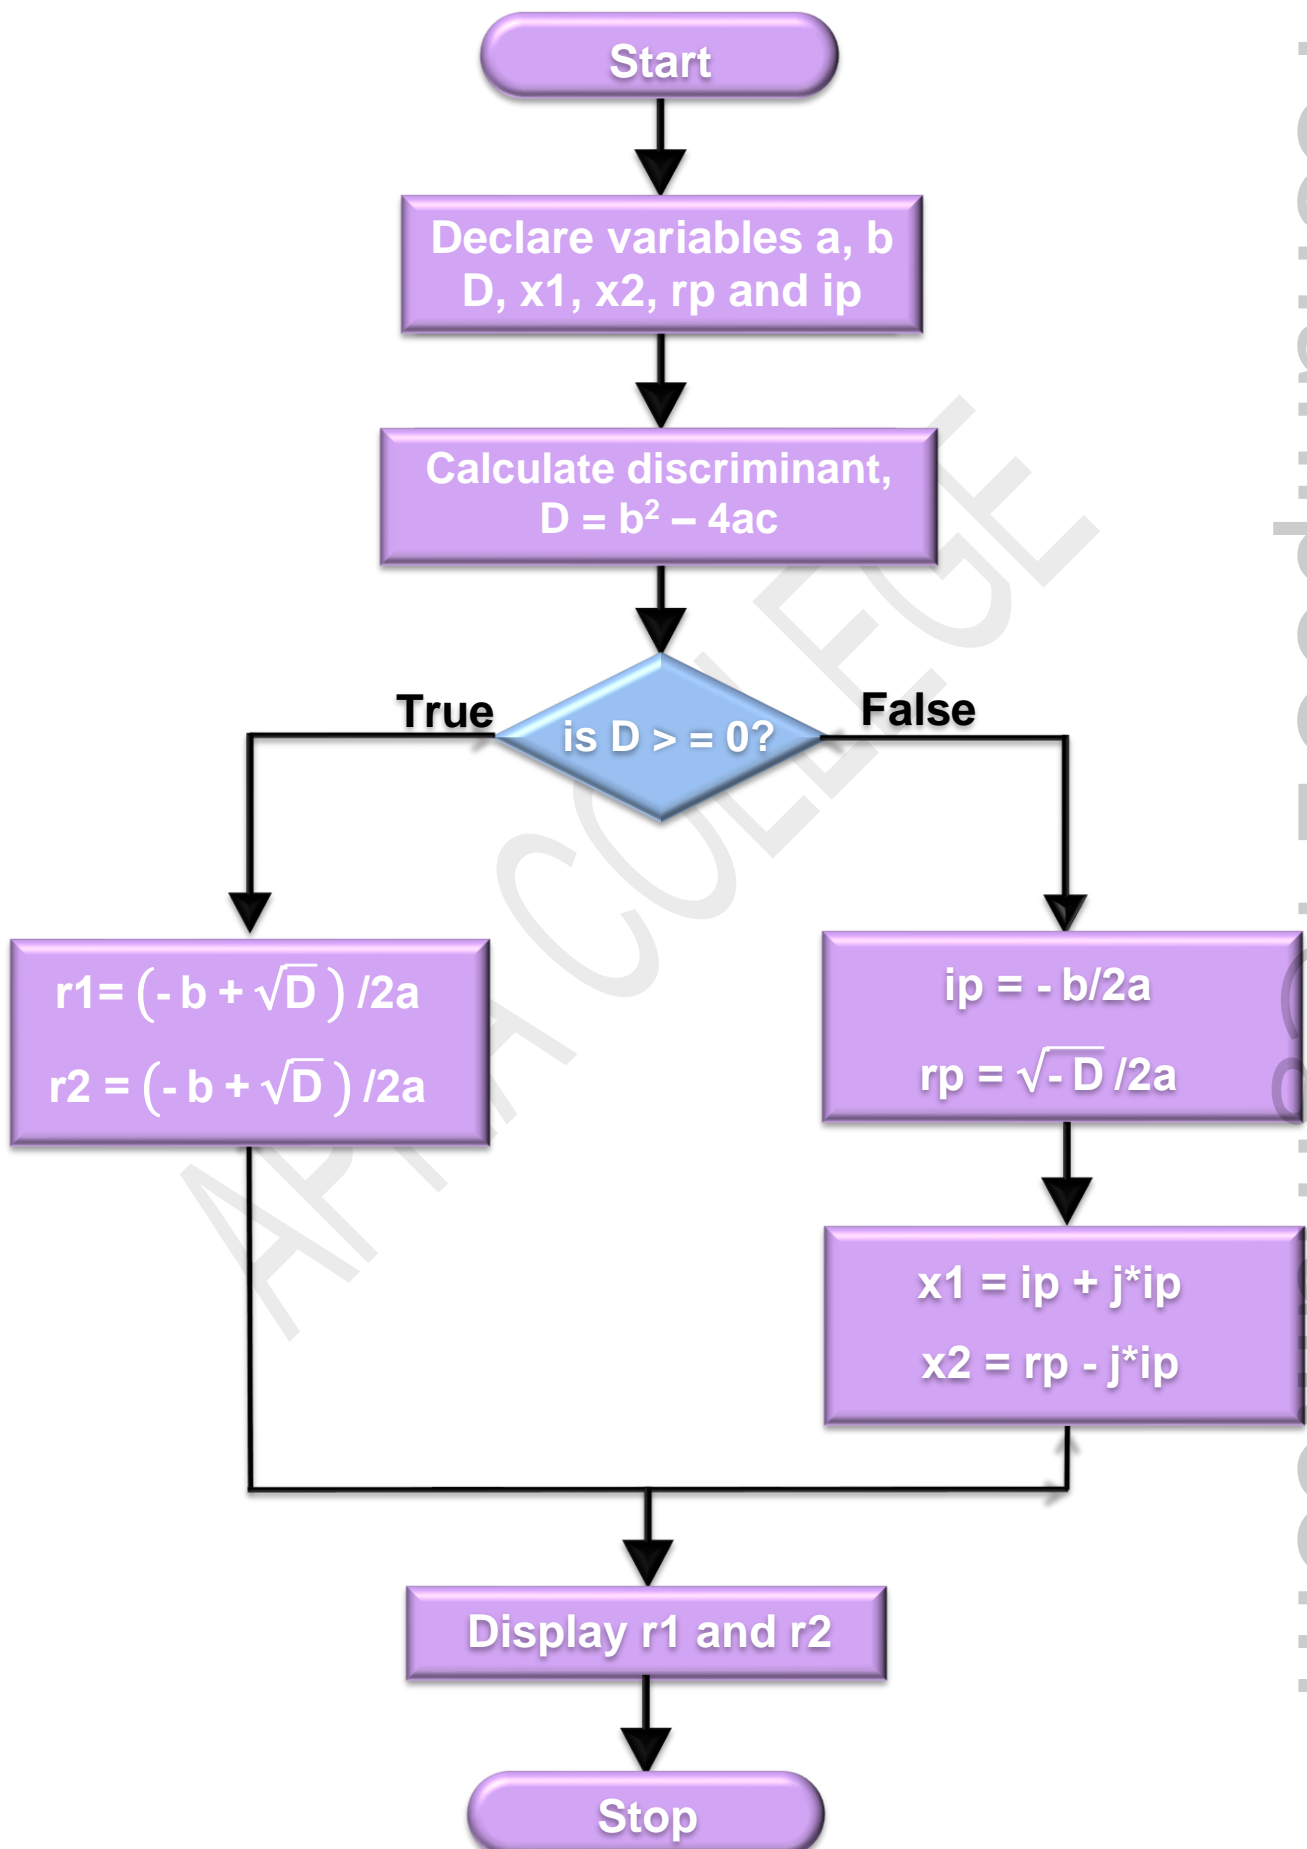 Start
Declare variables a, b
D, x1, x2, rp and ip
Calculate discriminant,
D = b² – 4ac
True
is D > = 0?
False
r1= (- b + √D ) /2a
r2 = (- b + √D ) /2a
ip = - b/2a
rp = √- D /2a
x1 = ip + j*ip
x2 = rp - j*ip
Display r1 and r2
Stop
COLLEGE